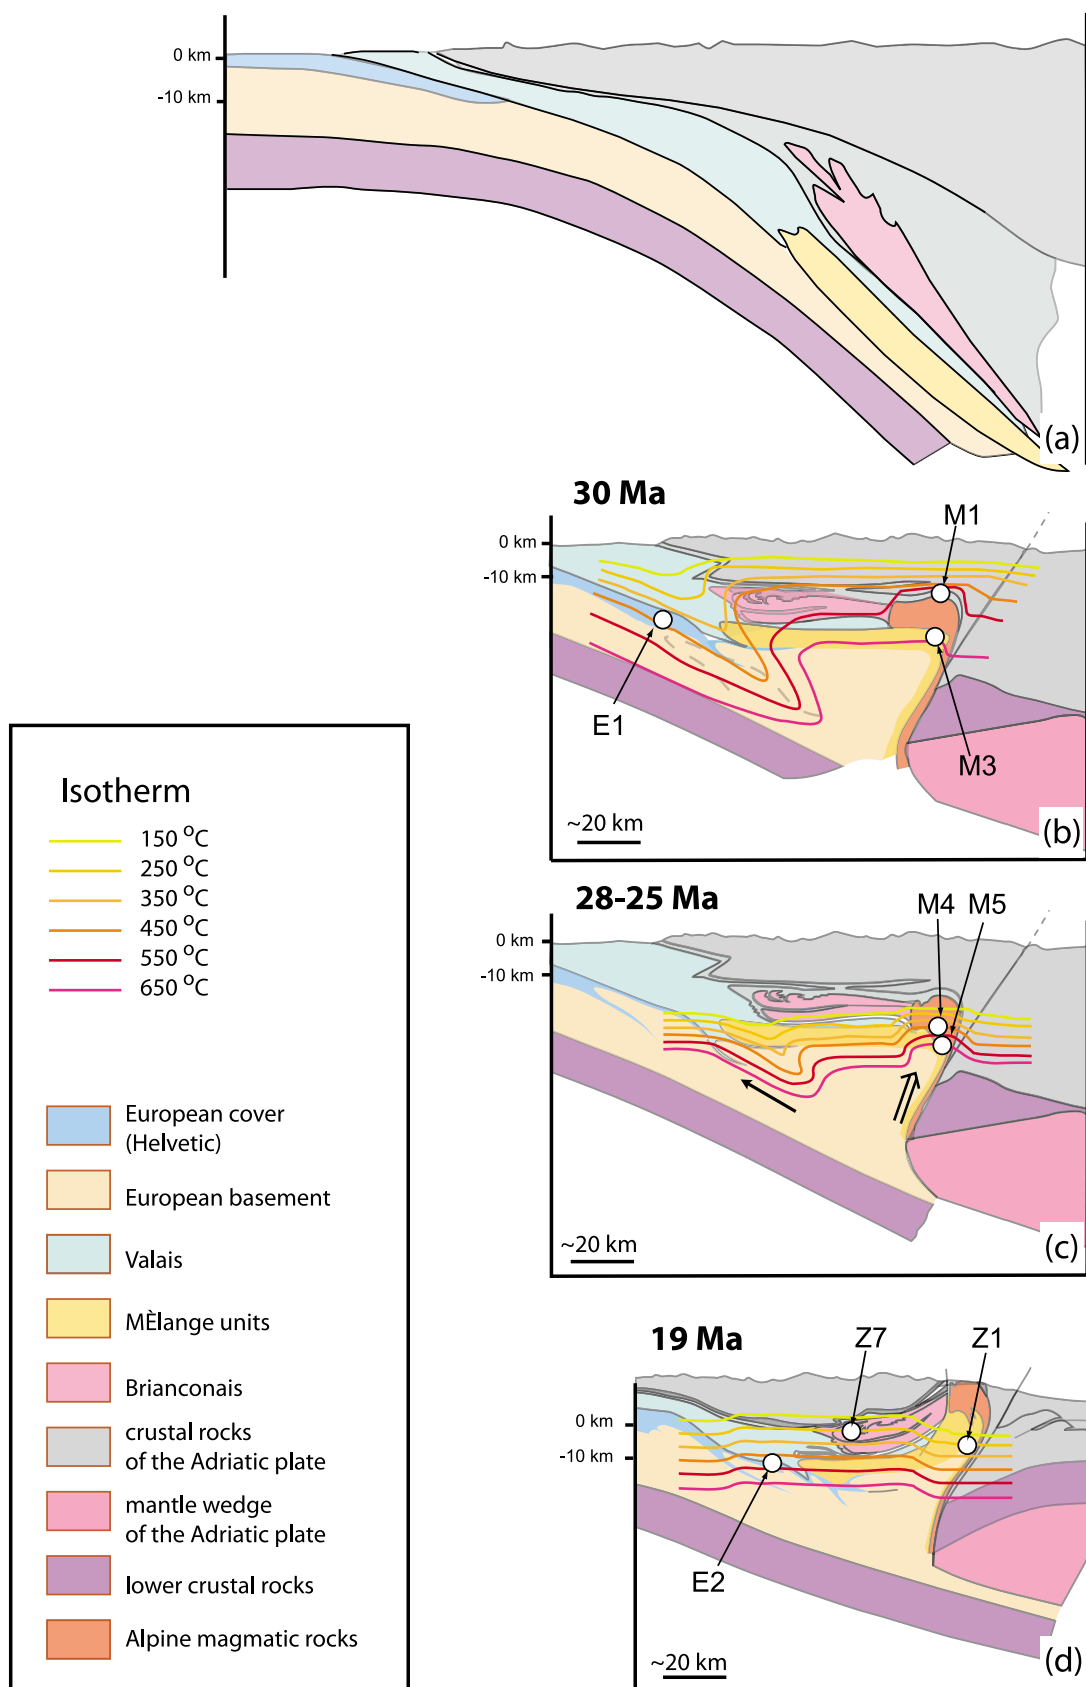 0 km
-10 km
(a)
30 Ma
M1
0 km
-10 km
E1
M3
~20 km
(b)
28-25 Ma
M4 M5
0 km
-10 km
~20 km
(c)
19 Ma
Z7
Z1
0 km
-10 km
E2
~20 km
(d)
Isotherm
150 °C
250 °C
350 °C
450 °C
550 °C
650 °C
European cover
(Helvetic)
European basement
Valais
MÈlange units
Brianconais
crustal rocks
of the Adriatic plate
mantle wedge
of the Adriatic plate
lower crustal rocks
Alpine magmatic rocks